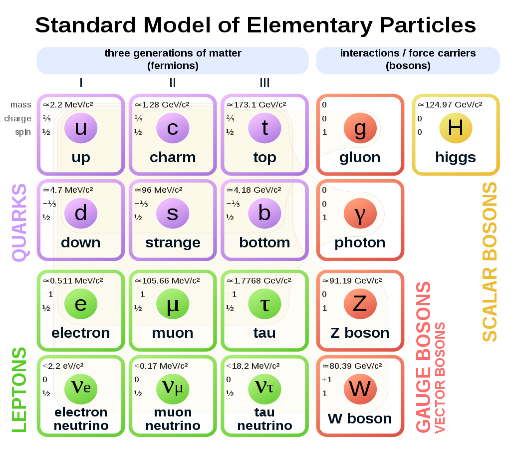 Standard Model of Elementary Particles
three generations of matter
(fermions)
interactions / force carriers
(bosons)
I II III
mass
charge
spin
≃2.2 MeV/c²
⅔
½
u
up
≃1.28 GeV/c²
⅔
½
c
charm
≃173.1 GeV/c²
⅔
½
t
top
0
0
1
g
gluon
≃124.97 GeV/c²
0
0
H
higgs
QUARKS
≃4.7 MeV/c²
−⅓
½
d
down
≃96 MeV/c²
−⅓
½
s
strange
≃4.18 GeV/c²
−⅓
½
b
bottom
0
0
1
γ
photon
SCALAR BOSONS
≃0.511 MeV/c²
1
½
e
electron
≃105.66 MeV/c²
1
½
μ
muon
≃1.7768 GeV/c²
1
½
τ
tau
≃91.19 GeV/c²
0
1
Z
Z boson
LEPTONS
<2.2 eV/c²
0
½
νe
electron
neutrino
<0.17 MeV/c²
0
½
νμ
muon
neutrino
<18.2 MeV/c²
0
½
ντ
tau
neutrino
≃80.39 GeV/c²
±1
1
W
W boson
GAUGE BOSONS
VECTOR BOSONS